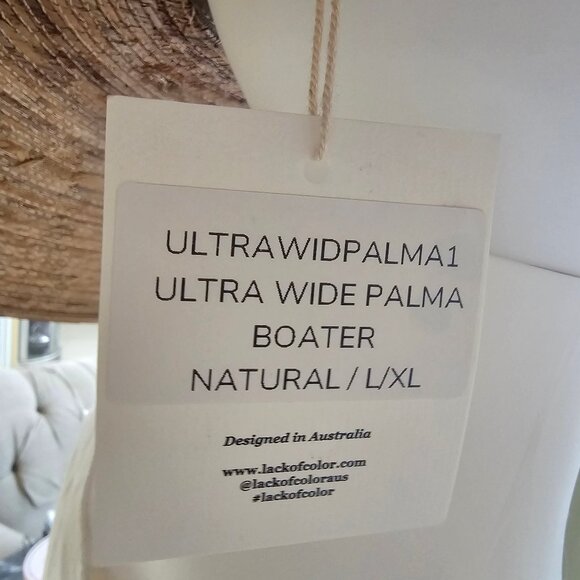 ULTRAWIDPALMA1
ULTRA WIDE PALMA
BOATER
NATURAL / L/XL
Designed in Australia
www.lackofcolor.com
@lackofcoloraus
#lackofcolor